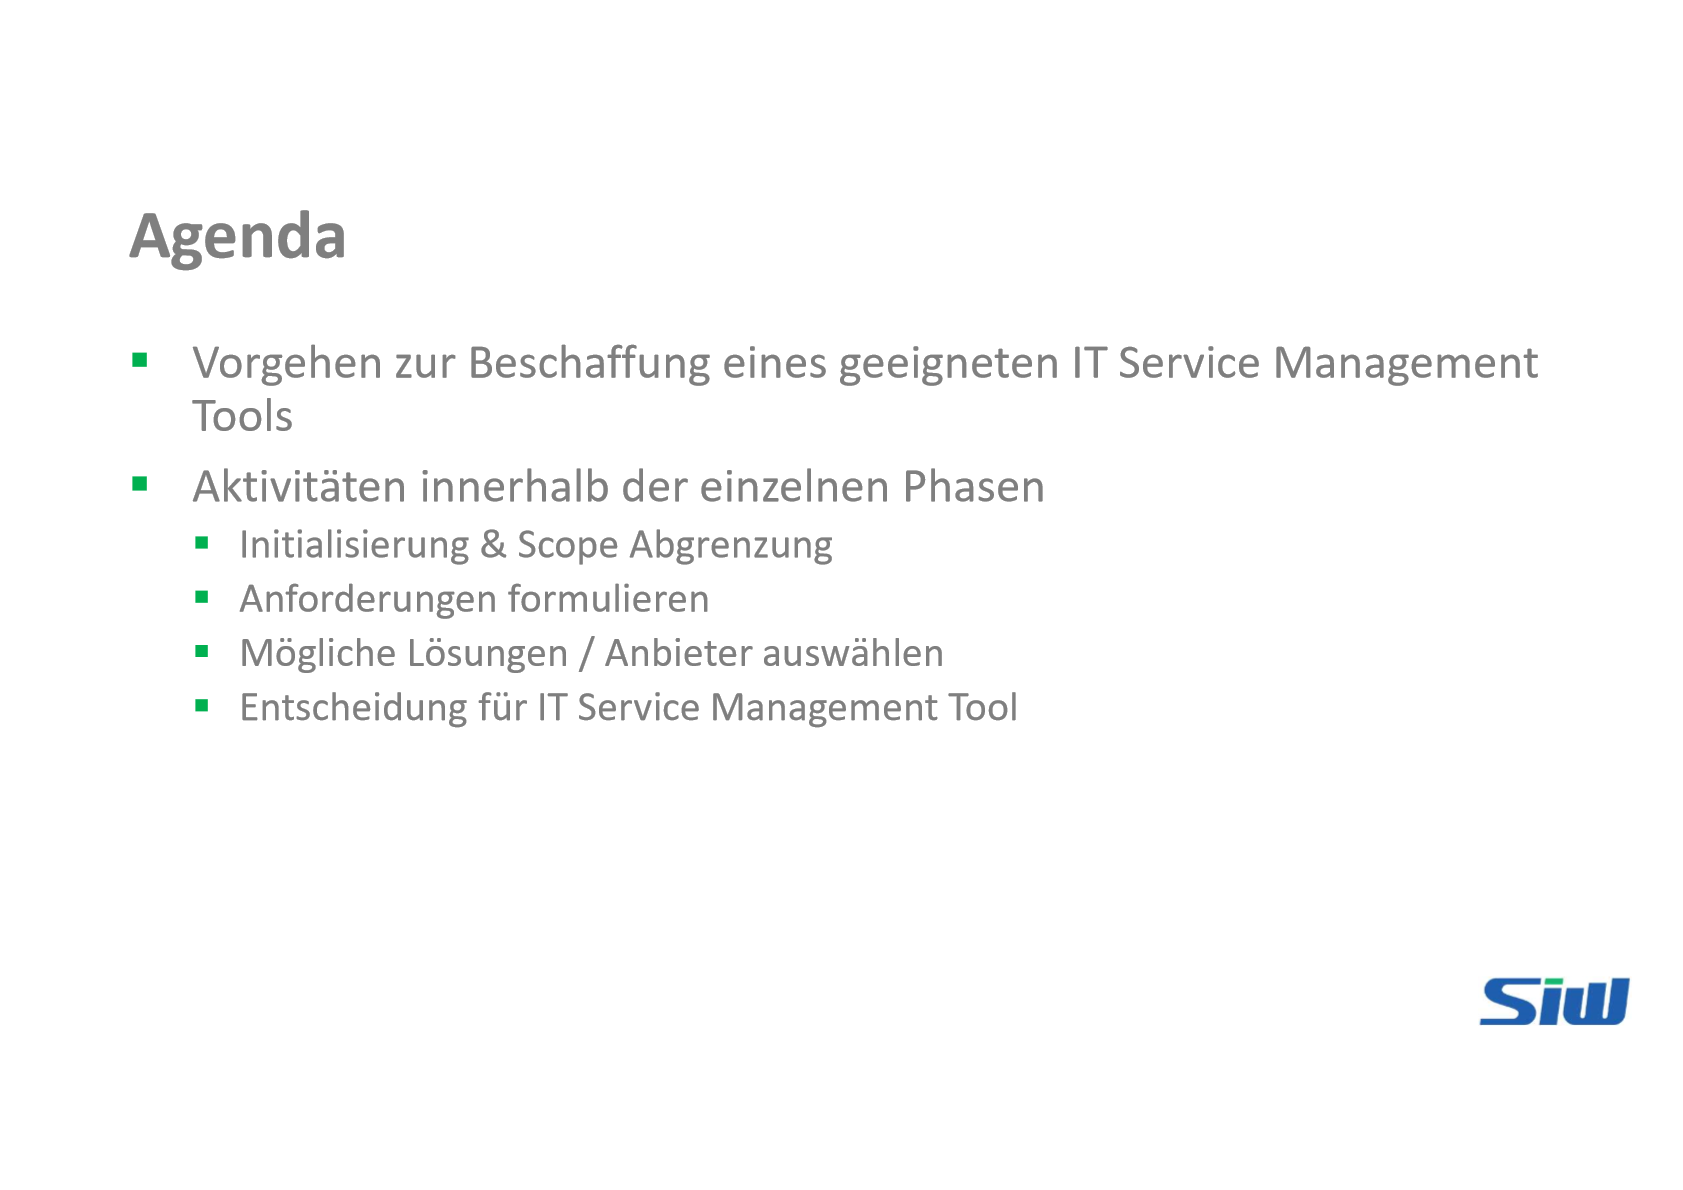 Agenda
Vorgehen zur Beschaffung eines geeigneten IT Service Management
Tools
Aktivitäten innerhalb der einzelnen Phasen
Initialisierung & Scope Abgrenzung
Anforderungen formulieren
Mögliche Lösungen / Anbieter auswählen
Entscheidung für IT Service Management Tool
Siw